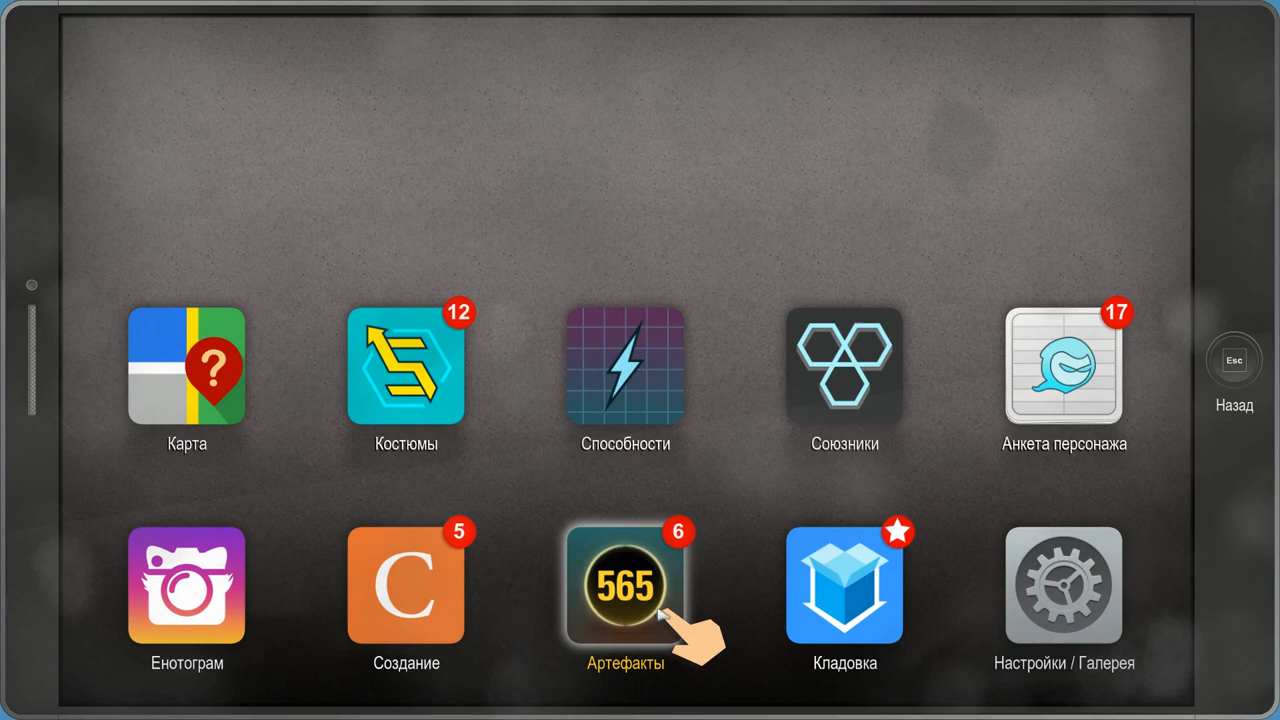 12
17
?
Esc
Назад
Карта
Костюмы
Способности
Союзники
Анкета персонажа
5
6
C
565
Енотограм
Создание
Артефакты
Кладовка
Настройки / Галерея